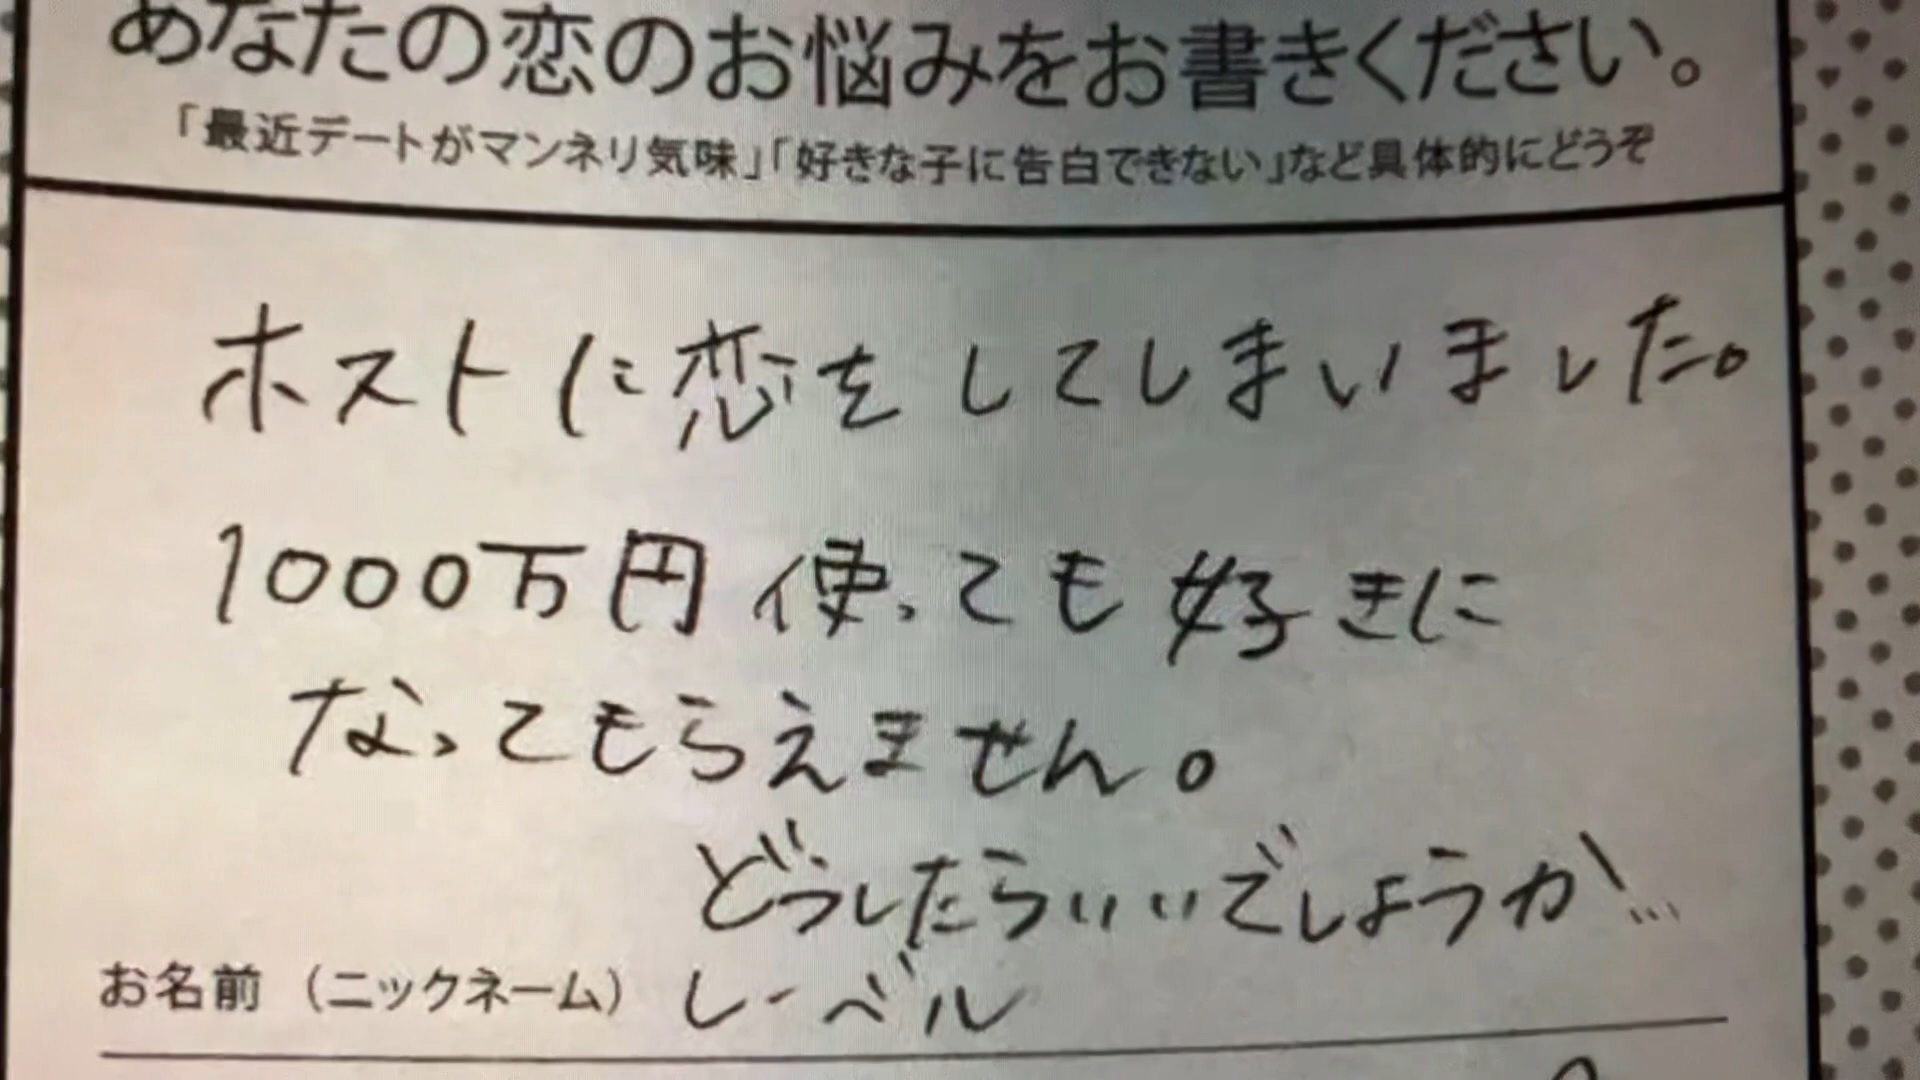 あなたの恋のお悩みをお書きください。
「最近デートがマンネリ気味」「好きな子に告白できない」など具体的にどうぞ
ホストに恋をしてしまいました。
1000万円使っても好きに
なってもらえません。
どうしたらいいでしょうか…
お名前（ニックネーム）レーベル